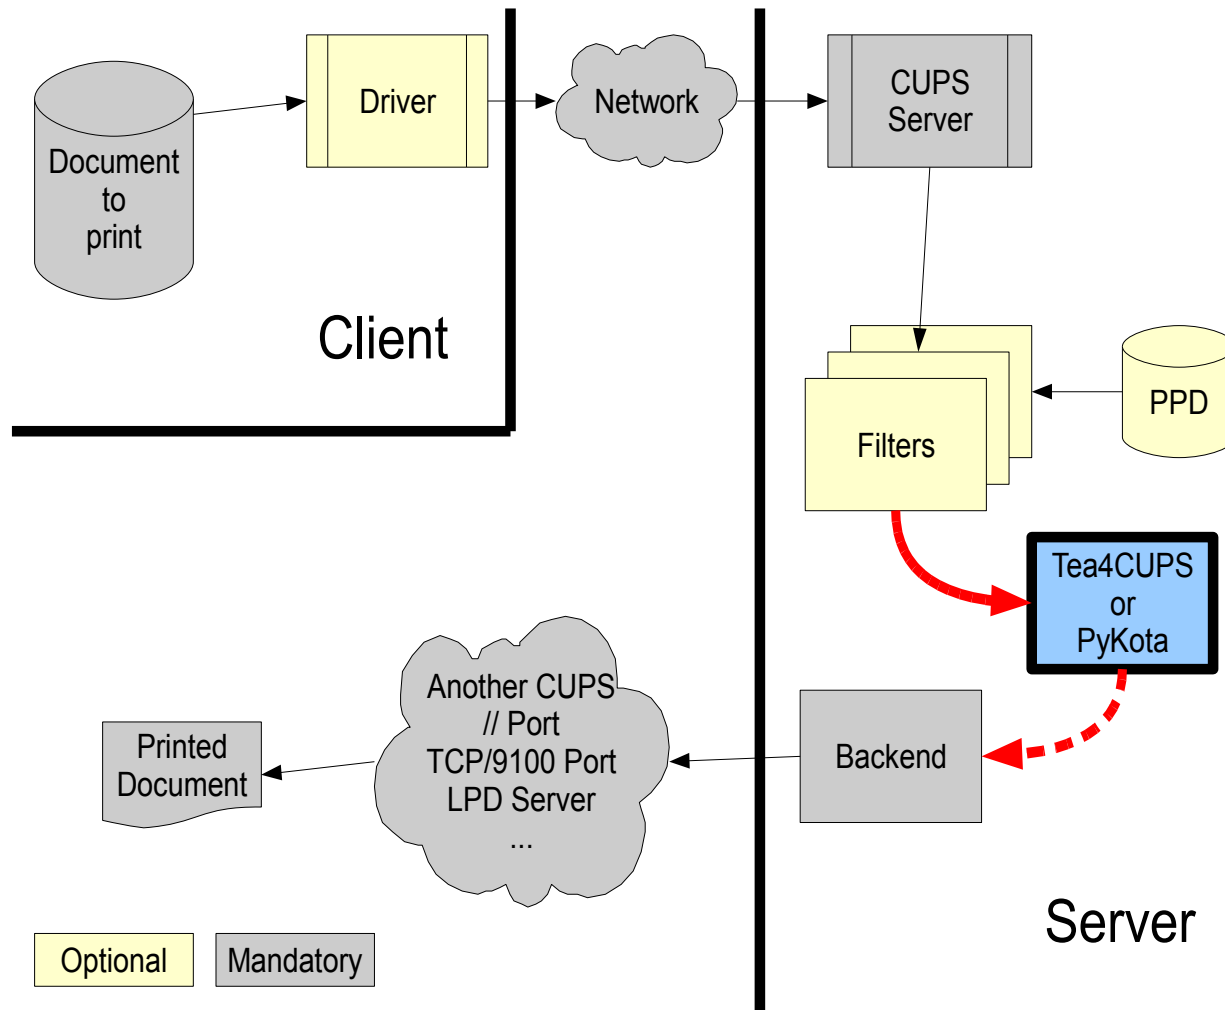 Document
to
print
Driver
Network
CUPS
Server
Client
Filters
PPD
Tea4CUPS
or
PyKota
Backend
Another CUPS
// Port
TCP/9100 Port
LPD Server
...
Printed
Document
Server
Optional
Mandatory